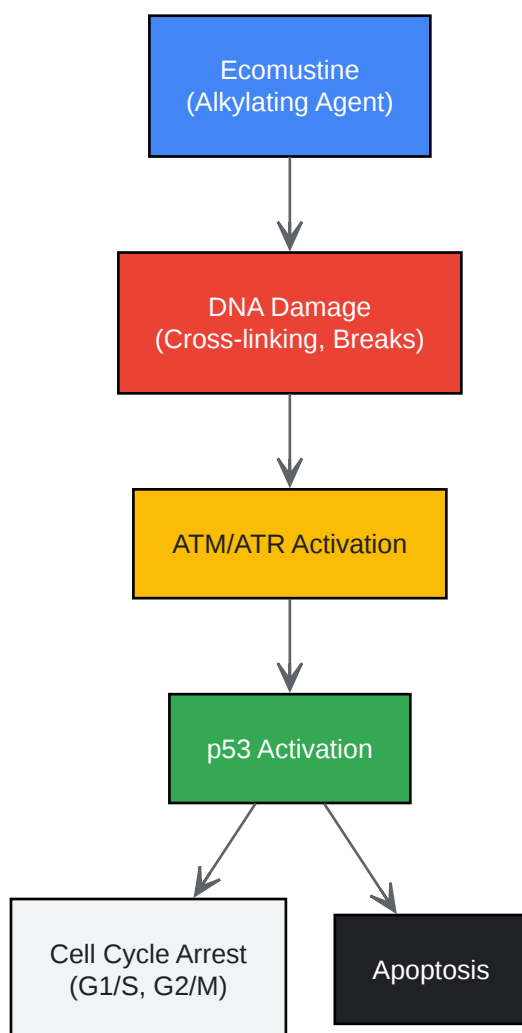 Ecomustine
(Alkylating Agent)
DNA Damage
(Cross-linking, Breaks)
ATM/ATR Activation
p53 Activation
Cell Cycle Arrest
(G1/S, G2/M)
Apoptosis